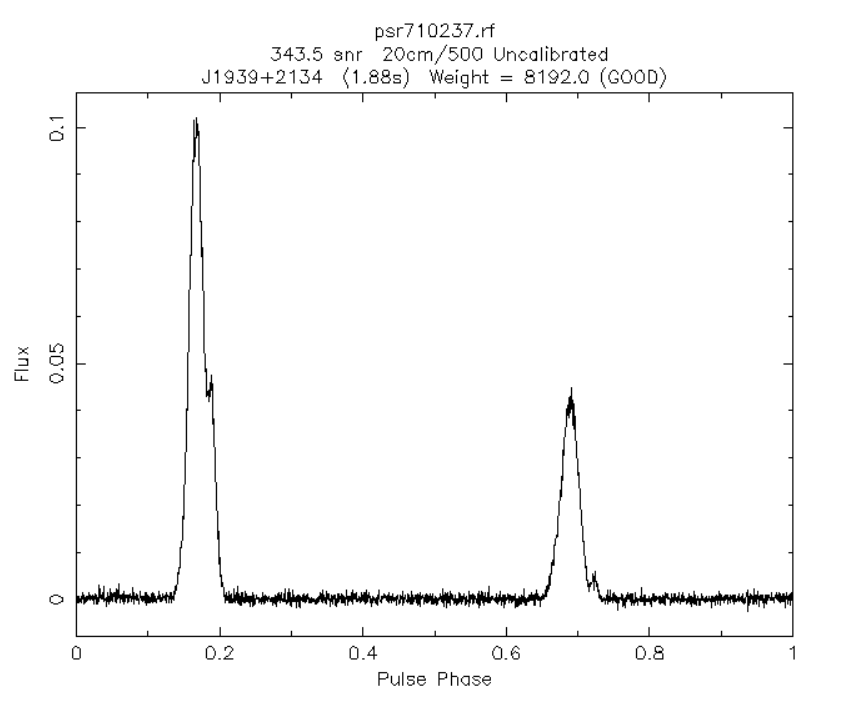 psr710237.rf
343.5 snr 20cm/500 Uncalibrated
J1939+2134 (1.88s) Weight = 8192.0 (GOOD)
0.1
0.05
0
Flux
0 0.2 0.4 0.6 0.8 1
Pulse Phase